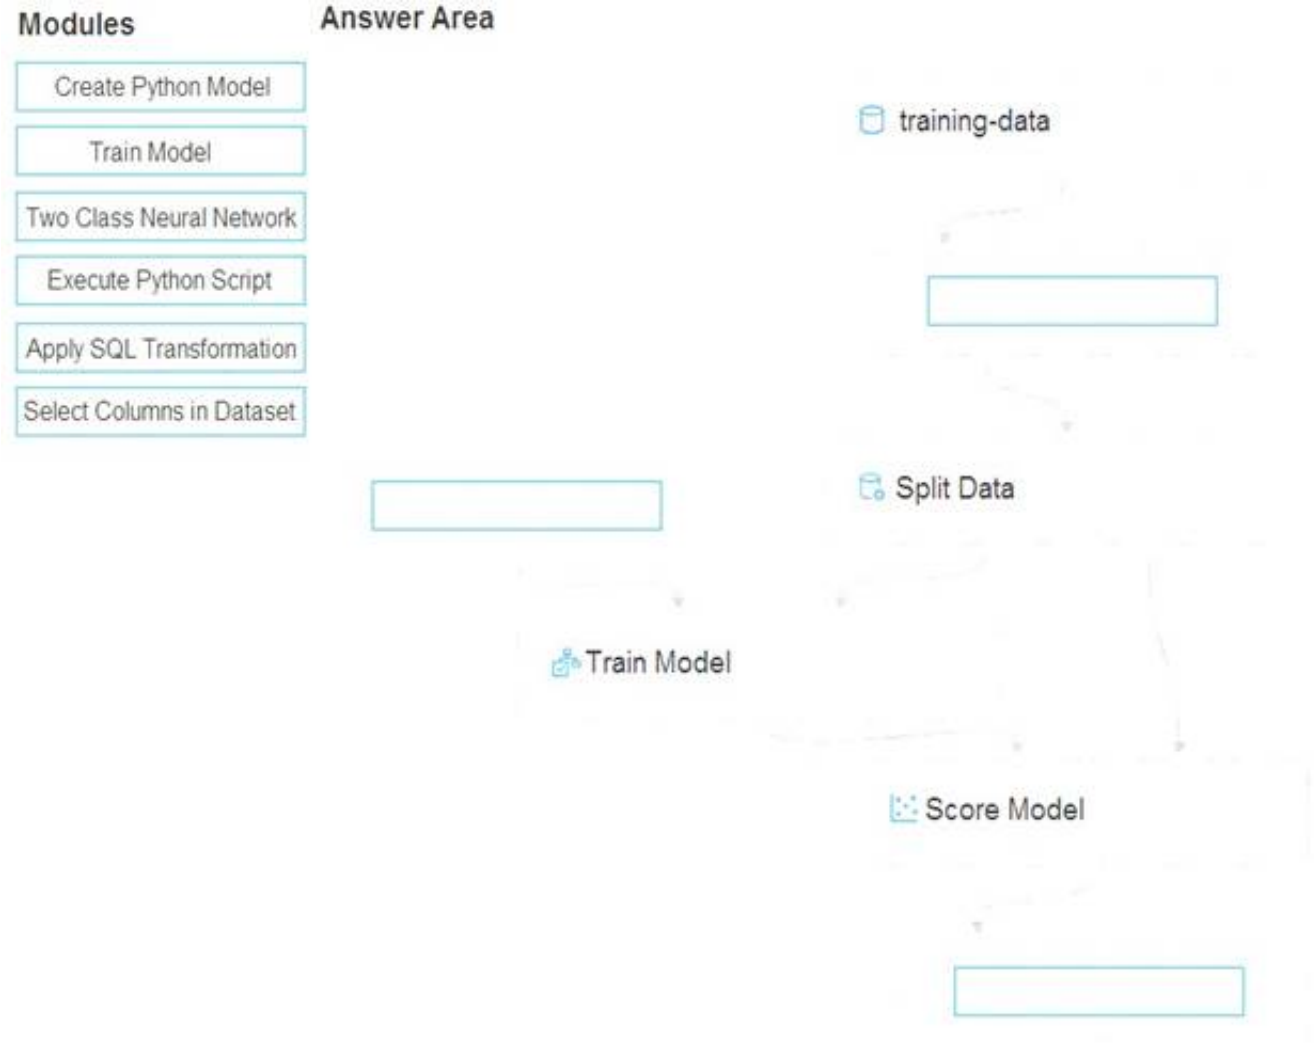 Modules
Answer Area
Create Python Model
Train Model
Two Class Neural Network
Execute Python Script
Apply SQL Transformation
Select Columns in Dataset
training-data
Split Data
Train Model
Score Model